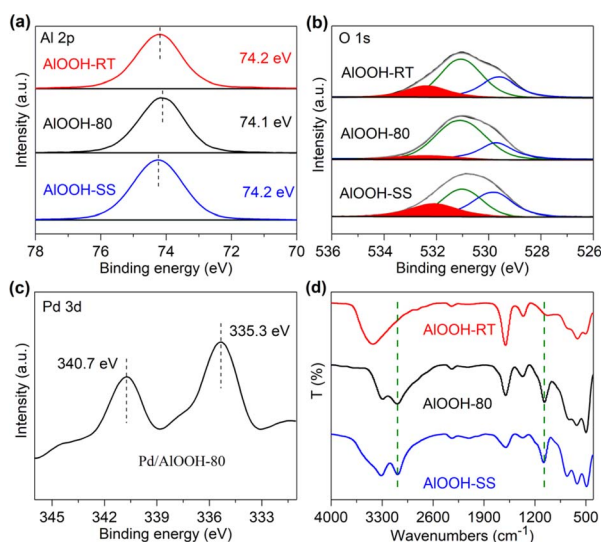 (a)
Al 2p
AlOOH-RT
74.2 eV
AlOOH-80
74.1 eV
AlOOH-SS
74.2 eV
Intensity (a.u.)
78 76 74 72 70
Binding energy (eV)
(b)
O 1s
AlOOH-RT
AlOOH-80
AlOOH-SS
Intensity (a.u.)
536 534 532 530 528 526
Binding energy (eV)
(c)
Pd 3d
335.3 eV
340.7 eV
Pd/AlOOH-80
Intensity (a.u.)
345 342 339 336 333
Binding energy (eV)
(d)
AlOOH-RT
AlOOH-80
AlOOH-SS
T (%)
4000 3300 2600 1900 1200 500
Wavenumbers (cm⁻¹)